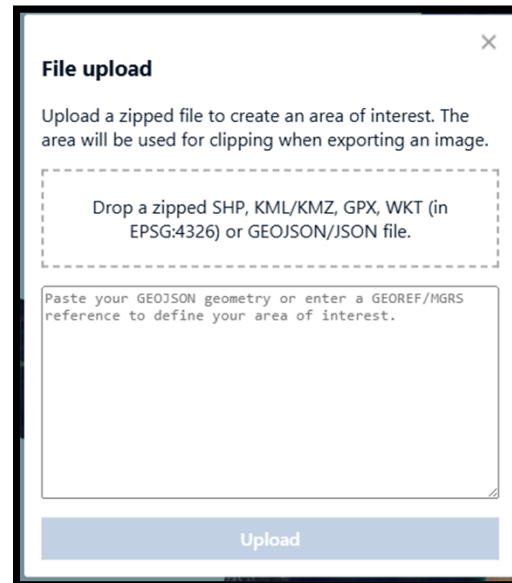 ×
File upload
Upload a zipped file to create an area of interest. The
area will be used for clipping when exporting an image.
Drop a zipped SHP, KML/KMZ, GPX, WKT (in
EPSG:4326) or GEOJSON/JSON file.
Paste your GEOJSON geometry or enter a GEOREF/MGRS
reference to define your area of interest.
Upload